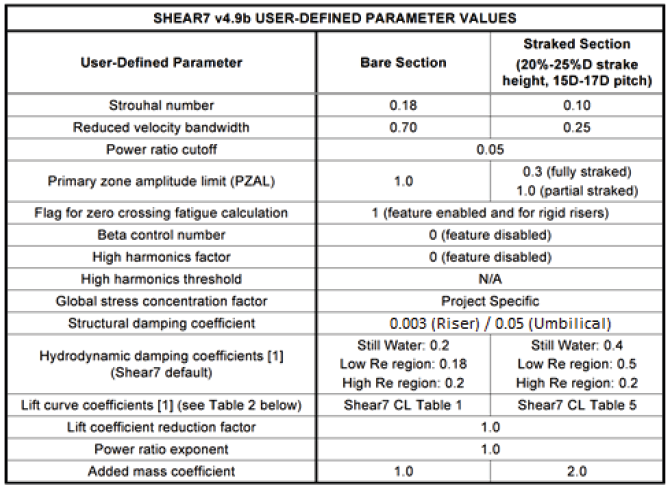 SHEAR7 v4.9b USER-DEFINED PARAMETER VALUES
User-Defined Parameter
Bare Section
Straked Section
(20%-25%D strake
height, 15D-17D pitch)
Strouhal number
0.18
0.10
Reduced velocity bandwidth
0.70
0.25
Power ratio cutoff
0.05
Primary zone amplitude limit (PZAL)
1.0
0.3 (fully straked)
1.0 (partial straked)
Flag for zero crossing fatigue calculation
1 (feature enabled and for rigid risers)
Beta control number
0 (feature disabled)
High harmonics factor
0 (feature disabled)
High harmonics threshold
N/A
Global stress concentration factor
Project Specific
Structural damping coefficient
0.003 (Riser) / 0.05 (Umbilical)
Hydrodynamic damping coefficients [1]
(Shear7 default)
Still Water: 0.2
Low Re region: 0.18
High Re region: 0.2
Still Water: 0.4
Low Re region: 0.5
High Re region: 0.2
Lift curve coefficients [1] (see Table 2 below)
Shear7 CL Table 1
Shear7 CL Table 5
Lift coefficient reduction factor
1.0
Power ratio exponent
1.0
Added mass coefficient
1.0
2.0